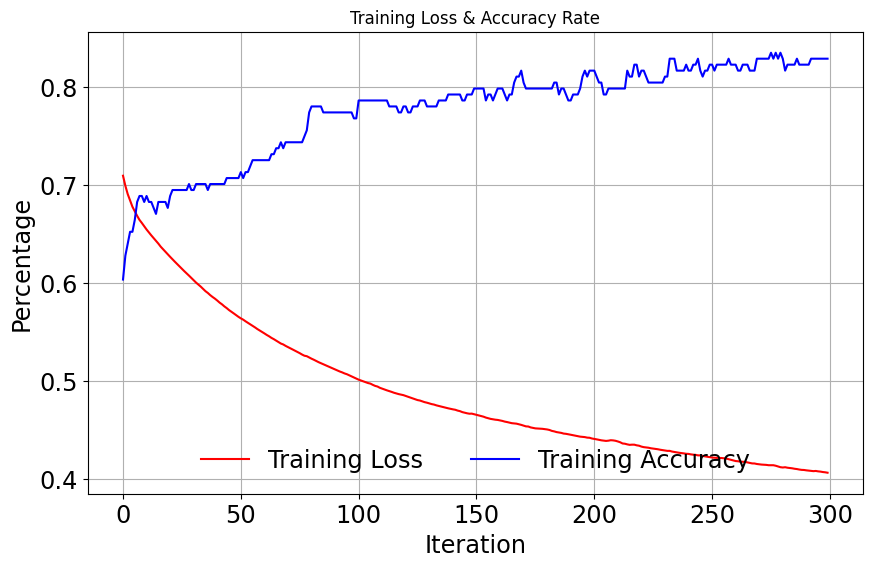 Training Loss & Accuracy Rate
Percentage
0.8
0.7
0.6
0.5
0.4
Training Loss
Training Accuracy
0 50 100 150 200 250 300
Iteration